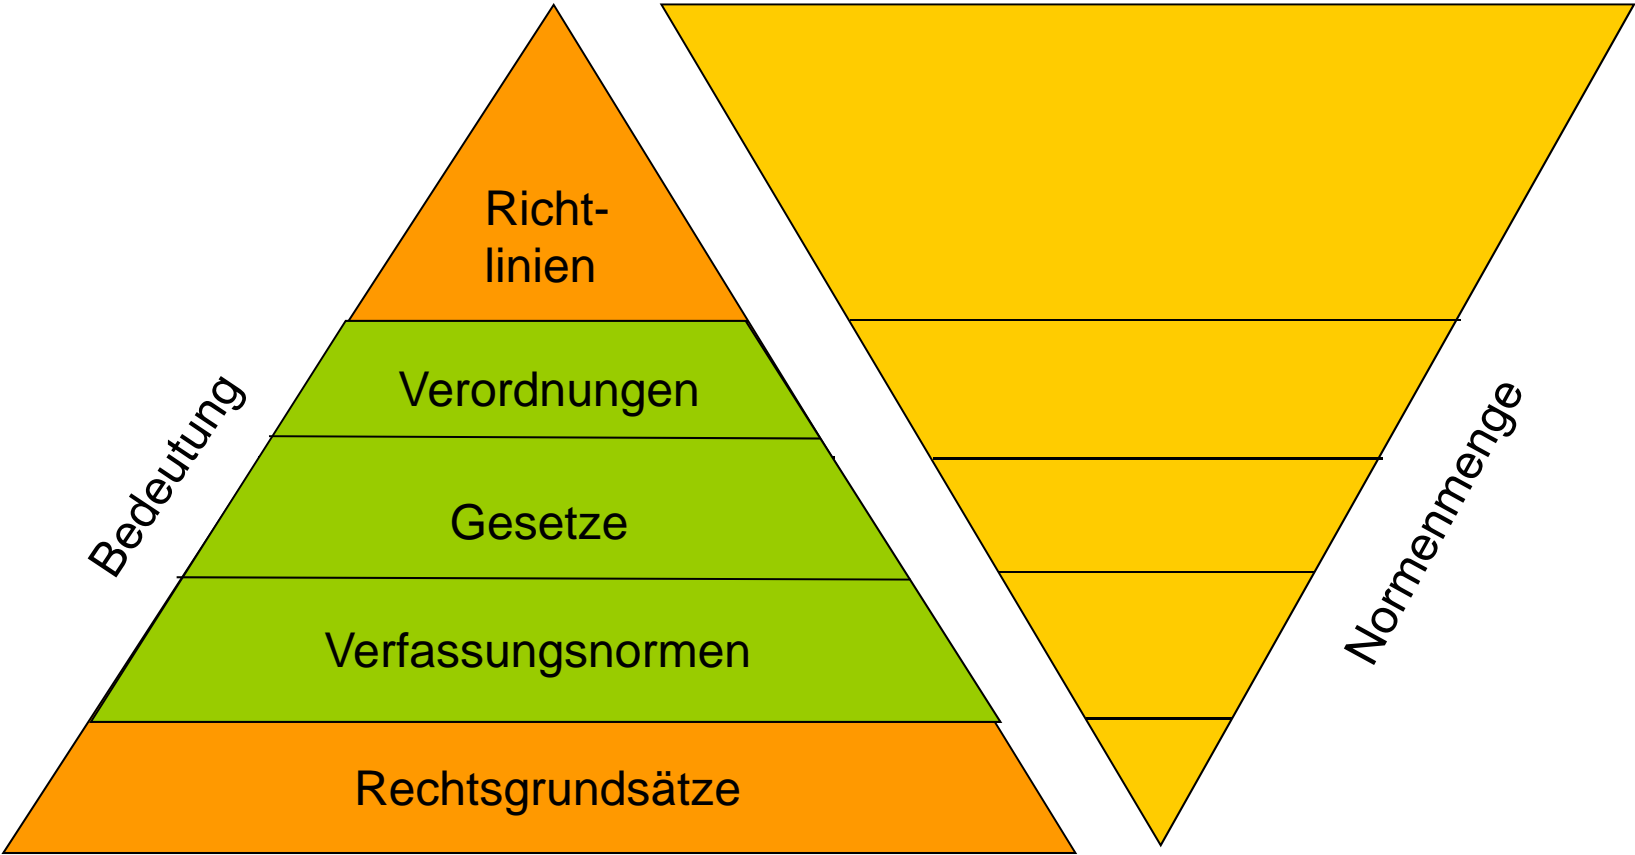 Richt-
linien
Verordnungen
Bedeutung
Gesetze
Normenmenge
Verfassungsnormen
Rechtsgrundsätze